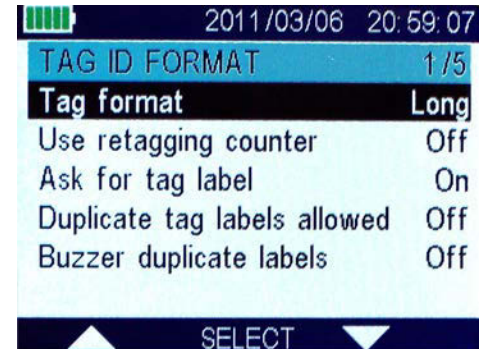 2011/03/06 20:59:07
TAG ID FORMAT 1/5
Tag format Long
Use retagging counter Off
Ask for tag label On
Duplicate tag labels allowed Off
Buzzer duplicate labels Off
SELECT